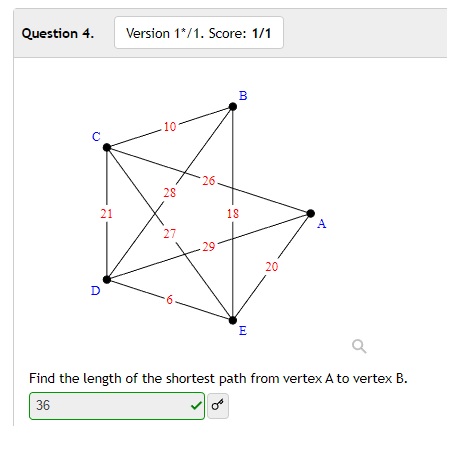 Question 4.
Version 1*/1. Score: 1/1
B
10
C
26
28
21
18
A
27
29
20
D
6
E
Find the length of the shortest path from vertex A to vertex B.
36